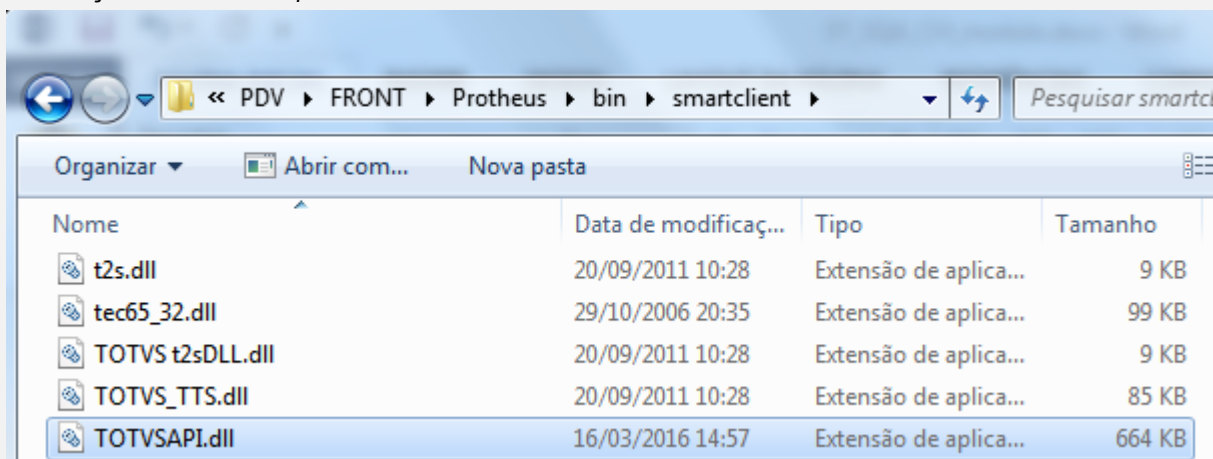 « PDV ▸ FRONT ▸ Protheus ▸ bin ▸ smartclient ▸ Pesquisar smartcl
Organizar ▾ Abrir com... Nova pasta
Nome Data de modificaç... Tipo Tamanho
t2s.dll 20/09/2011 10:28 Extensão de aplica... 9 KB
tec65_32.dll 29/10/2006 20:35 Extensão de aplica... 99 KB
TOTVS t2sDLL.dll 20/09/2011 10:28 Extensão de aplica... 9 KB
TOTVS_TTS.dll 20/09/2011 10:28 Extensão de aplica... 85 KB
TOTVSAPI.dll 16/03/2016 14:57 Extensão de aplica... 664 KB